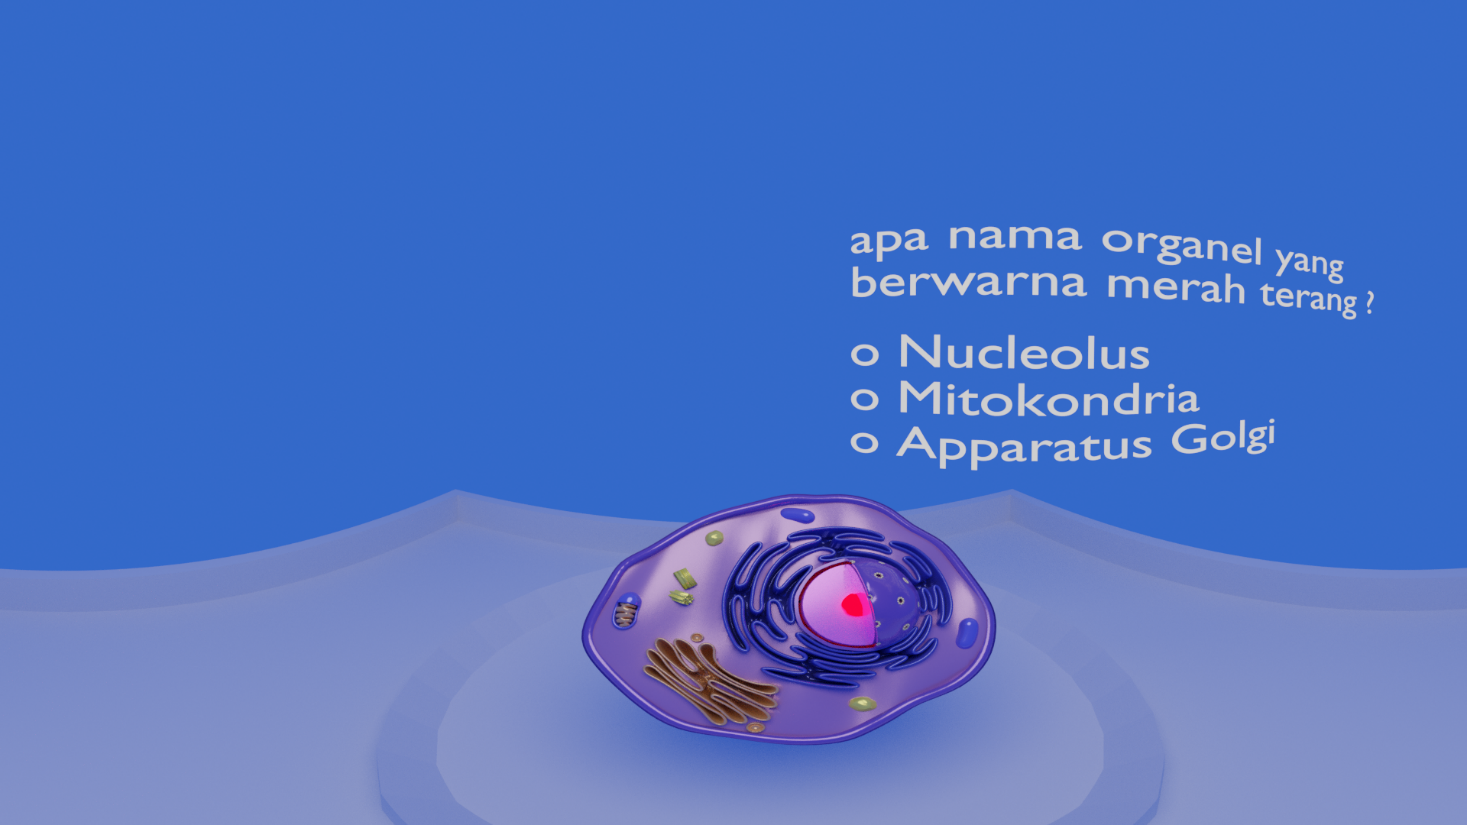 apa nama organel yang
berwarna merah terang ?
o Nucleolus
o Mitokondria
o Apparatus Golgi